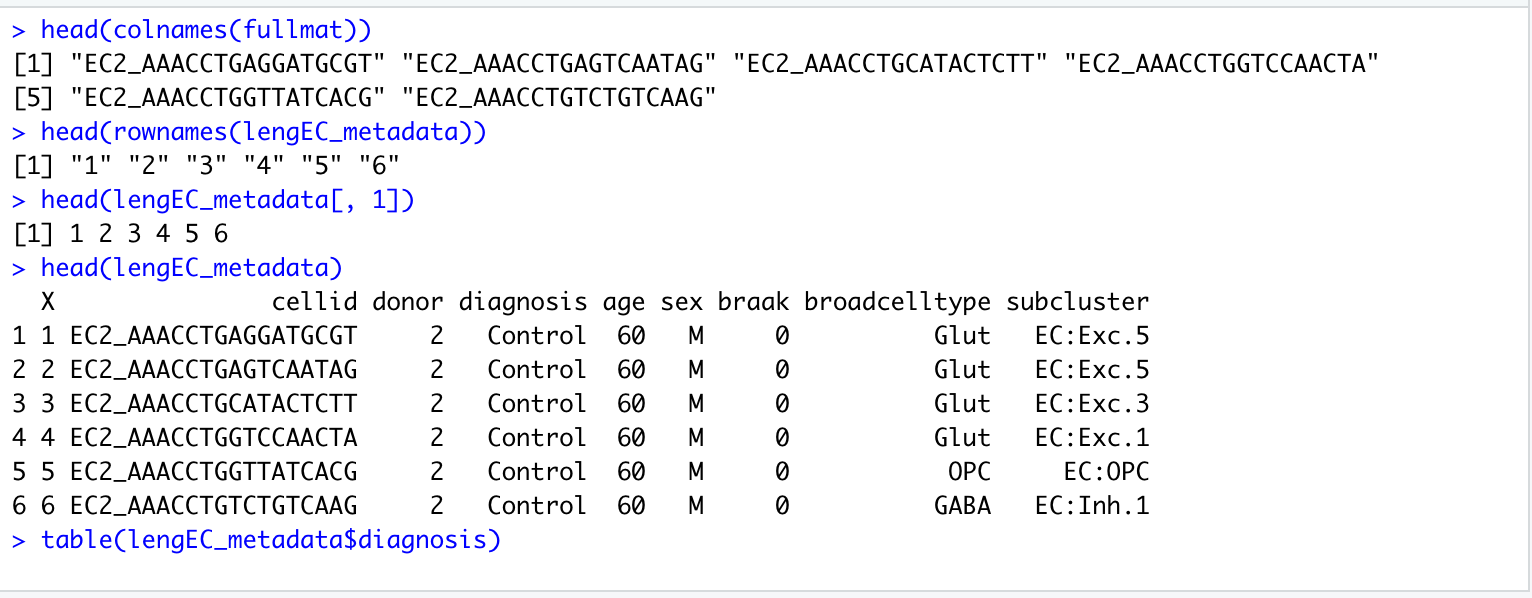 > head(colnames(fullmat))
[1] "EC2_AAACCTGAGGATGCGT" "EC2_AAACCTGAGTCAATAG" "EC2_AAACCTGCATACTCTT" "EC2_AAACCTGGTCCAACTA"
[5] "EC2_AAACCTGGTTATCACG" "EC2_AAACCTGTCTGTCAAG"
> head(rownames(lengEC_metadata))
[1] "1" "2" "3" "4" "5" "6"
> head(lengEC_metadata[, 1])
[1] 1 2 3 4 5 6
> head(lengEC_metadata)
  X               cellid donor diagnosis age sex braak broadcelltype subcluster
1 1 EC2_AAACCTGAGGATGCGT     2   Control  60   M     0          Glut   EC:Exc.5
2 2 EC2_AAACCTGAGTCAATAG     2   Control  60   M     0          Glut   EC:Exc.5
3 3 EC2_AAACCTGCATACTCTT     2   Control  60   M     0          Glut   EC:Exc.3
4 4 EC2_AAACCTGGTCCAACTA     2   Control  60   M     0          Glut   EC:Exc.1
5 5 EC2_AAACCTGGTTATCACG     2   Control  60   M     0           OPC     EC:OPC
6 6 EC2_AAACCTGTCTGTCAAG     2   Control  60   M     0          GABA   EC:Inh.1
> table(lengEC_metadata$diagnosis)